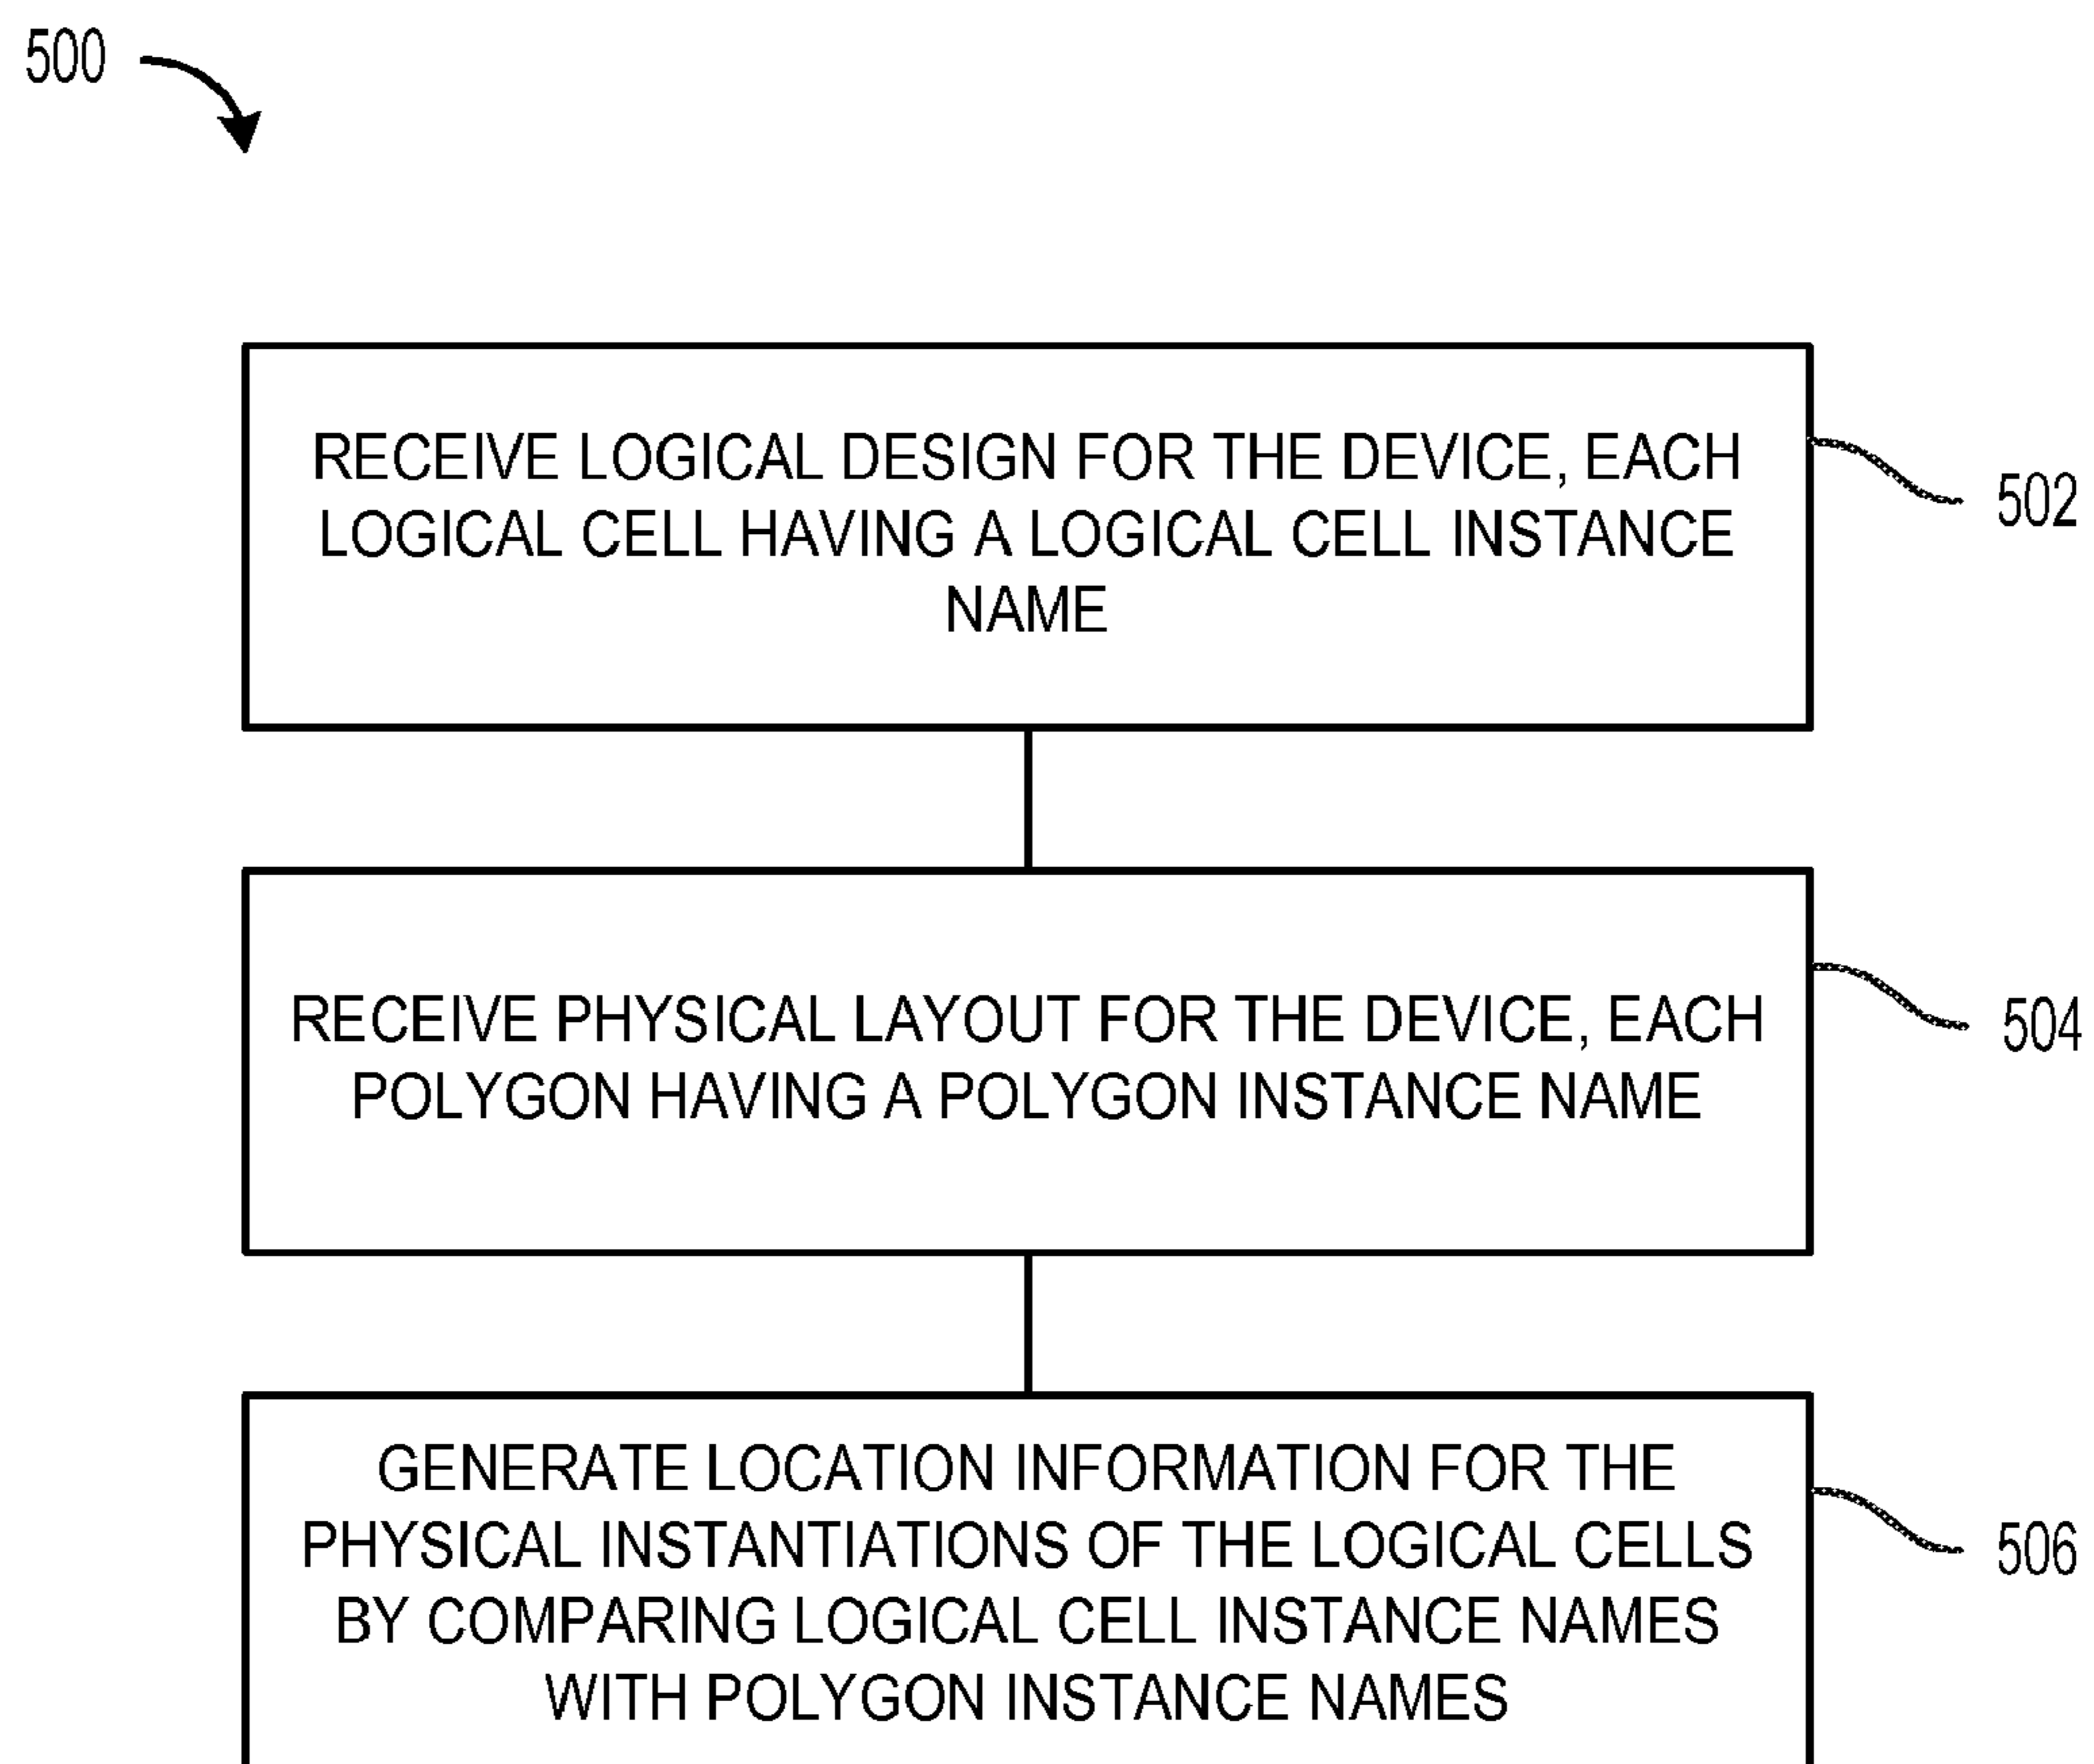 500
RECEIVE LOGICAL DESIGN FOR THE DEVICE, EACH
LOGICAL CELL HAVING A LOGICAL CELL INSTANCE
NAME
502
RECEIVE PHYSICAL LAYOUT FOR THE DEVICE, EACH
POLYGON HAVING A POLYGON INSTANCE NAME
504
GENERATE LOCATION INFORMATION FOR THE
PHYSICAL INSTANTIATIONS OF THE LOGICAL CELLS
BY COMPARING LOGICAL CELL INSTANCE NAMES
WITH POLYGON INSTANCE NAMES
506